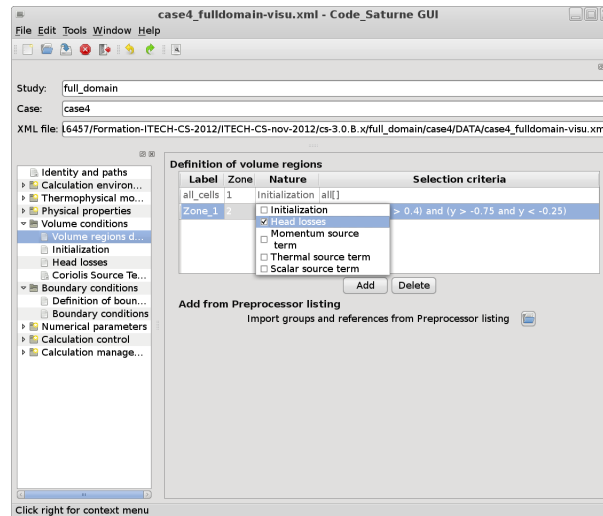 case4_fulldomain-visu.xml - Code_Saturne GUI
File Edit Tools Window Help
Study: full_domain
Case: case4
XML file: 16457/Formation-ITECH-CS-2012/ITECH-CS-nov-2012/cs-3.0.B.x/full_domain/case4/DATA/case4_fulldomain-visu.xm
Identity and paths
Calculation environ...
Thermophysical mo...
Physical properties
Volume conditions
Volume regions d...
Initialization
Head losses
Coriolis Source Te...
Boundary conditions
Definition of boun...
Boundary conditions
Numerical parameters
Calculation control
Calculation manage...
Definition of volume regions
Label Zone Nature Selection criteria
all_cells 1 Initialization all[]
Zone_1 2 > 0.4) and (y > -0.75 and y < -0.25)
Initialization
Head losses
Momentum source
term
Thermal source term
Scalar source term
Add Delete
Add from Preprocessor listing
Import groups and references from Preprocessor listing
Click right for context menu